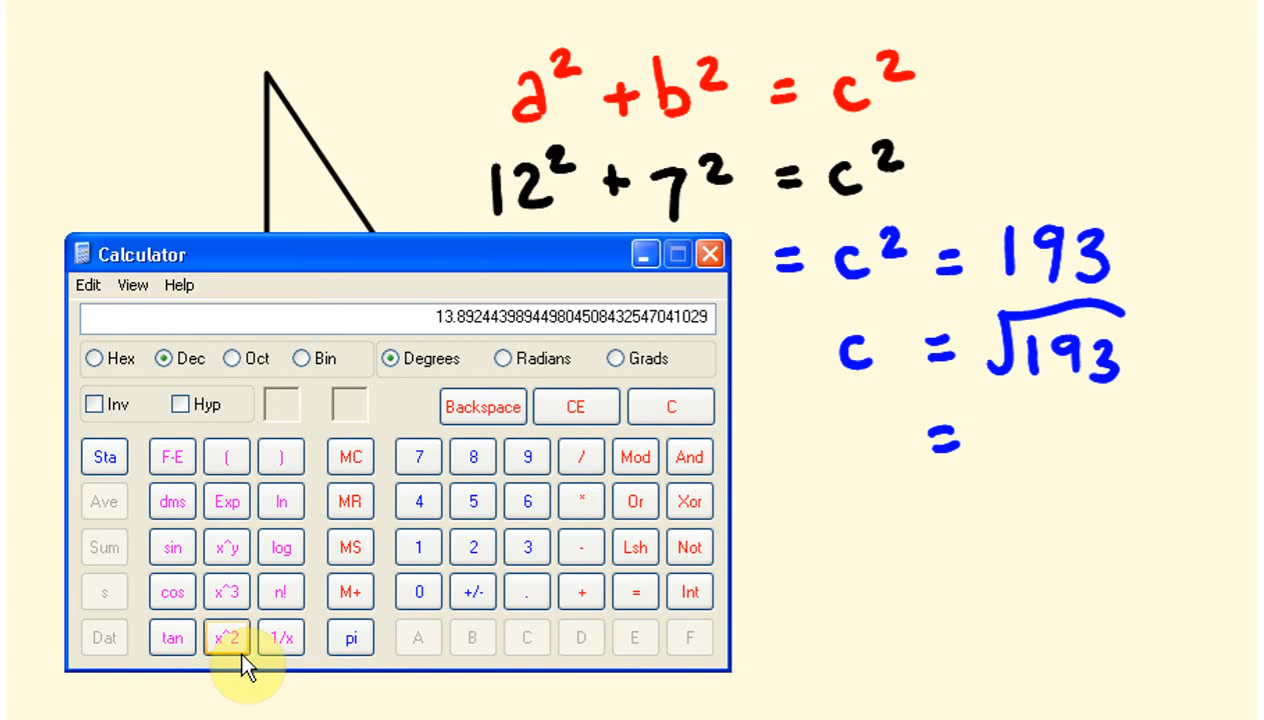 a² + b² = c²
12² + 7² = c²
= c² = 193
c = √193
=
Calculator
Edit View Help
13.892443989449804508432547041029
Hex Dec Oct Bin Degrees Radians Grads
Inv Hyp Backspace CE C
Sta F-E ( ) MC 7 8 9 / Mod And
Ave dms Exp ln MR 4 5 6 * Or Xor
Sum sin x^y log MS 1 2 3 - Lsh Not
s cos x^3 n! M+ 0 +/- . + = Int
Dat tan x^2 1/x pi A B C D E F